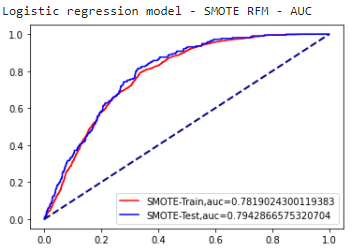 Logistic regression model - SMOTE RFM - AUC
1.0
0.8
0.6
0.4
0.2
0.0
SMOTE-Train,auc=0.7819024300119383
SMOTE-Test,auc=0.7942866575320704
0.0 0.2 0.4 0.6 0.8 1.0